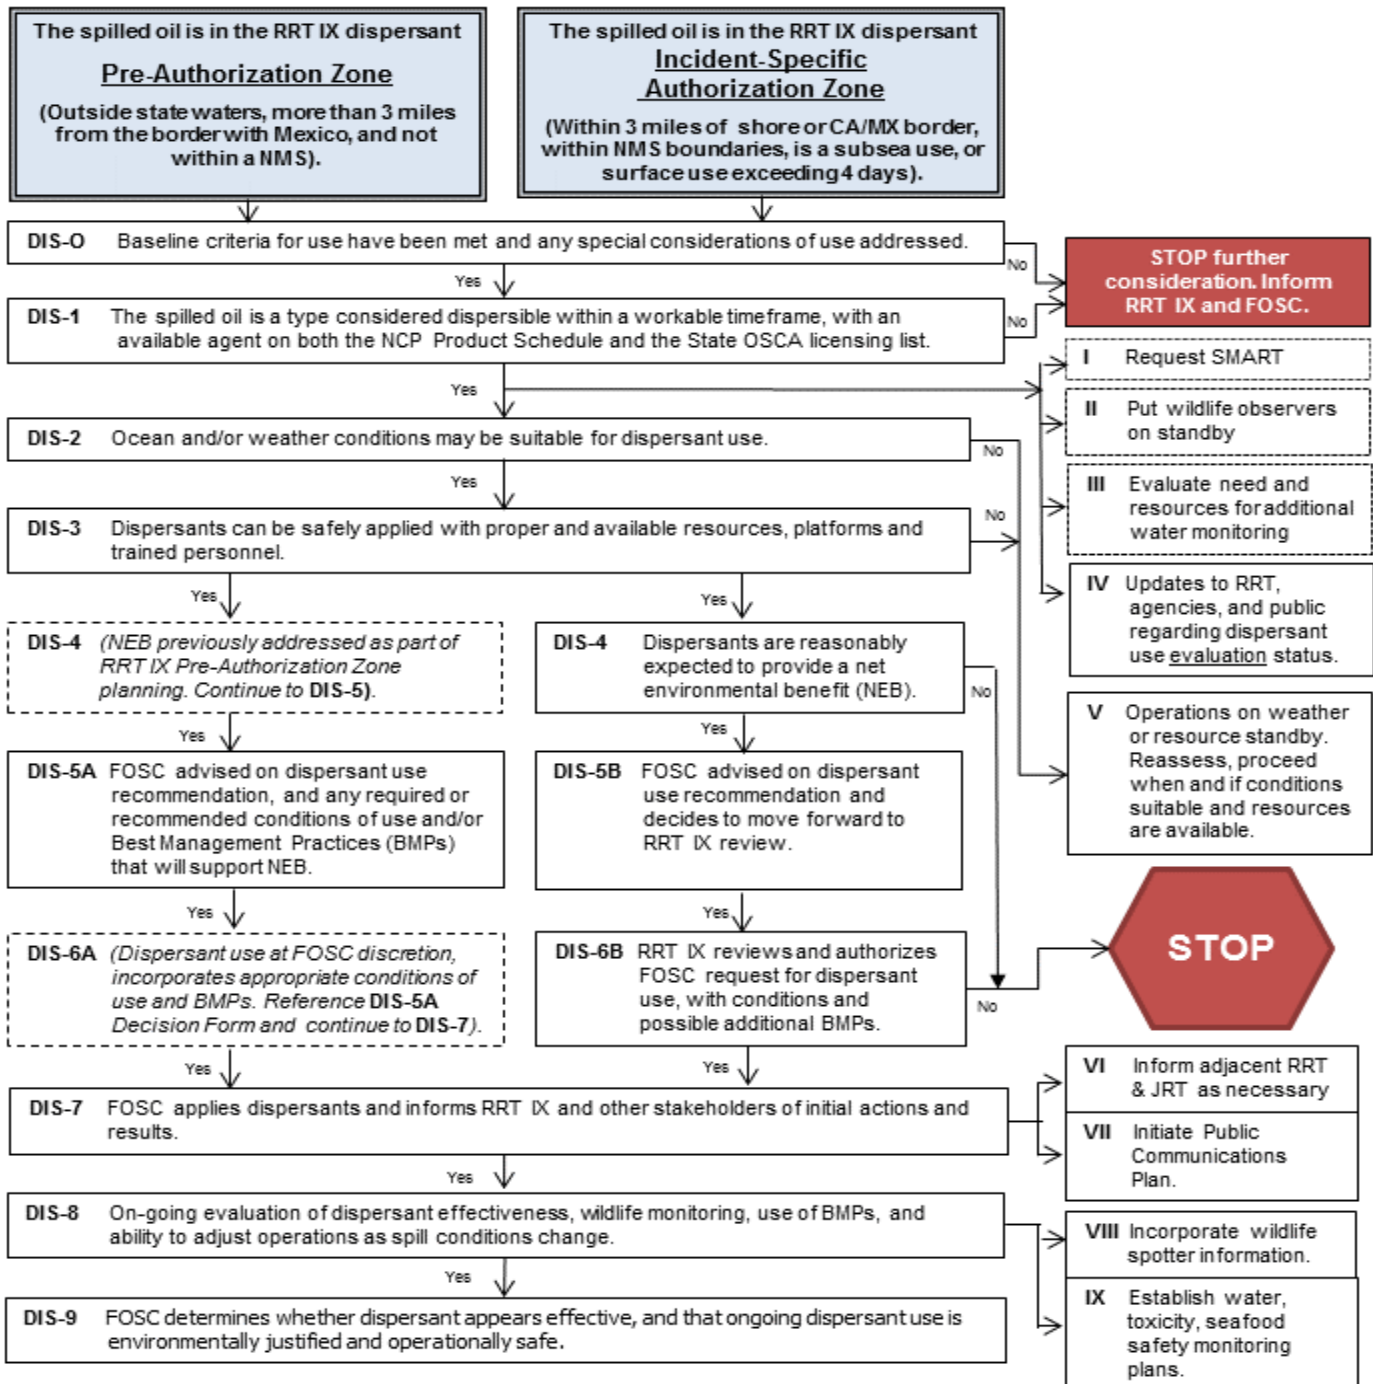 The spilled oil is in the RRT IX dispersant
Pre-Authorization Zone
(Outside state waters, more than 3 miles
from the border with Mexico, and not
within a NMS).
The spilled oil is in the RRT IX dispersant
Incident-Specific
Authorization Zone
(Within 3 miles of shore or CA/MX border,
within NMS boundaries, is a subsea use, or
surface use exceeding 4 days).
DIS-O Baseline criteria for use have been met and any special considerations of use addressed.
No
Yes
STOP further
consideration. Inform
RRT IX and FOSC.
DIS-1 The spilled oil is a type considered dispersible within a workable timeframe, with an
available agent on both the NCP Product Schedule and the State OSCA licensing list.
No
Yes
I Request SMART
II Put wildlife observers
on standby
III Evaluate need and
resources for additional
water monitoring
IV Updates to RRT,
agencies, and public
regarding dispersant
use evaluation status.
DIS-2 Ocean and/or weather conditions may be suitable for dispersant use.
No
Yes
DIS-3 Dispersants can be safely applied with proper and available resources, platforms and
trained personnel.
No
Yes
Yes
V Operations on weather
or resource standby.
Reassess, proceed
when and if conditions
suitable and resources
are available.
DIS-4 (NEB previously addressed as part of
RRT IX Pre-Authorization Zone
planning. Continue to DIS-5).
DIS-4 Dispersants are reasonably
expected to provide a net
environmental benefit (NEB).
No
Yes
Yes
DIS-5A FOSC advised on dispersant use
recommendation, and any required or
recommended conditions of use and/or
Best Management Practices (BMPs)
that will support NEB.
DIS-5B FOSC advised on dispersant
use recommendation and
decides to move forward to
RRT IX review.
Yes
Yes
DIS-6A (Dispersant use at FOSC discretion,
incorporates appropriate conditions of
use and BMPs. Reference DIS-5A
Decision Form and continue to DIS-7).
DIS-6B RRT IX reviews and authorizes
FOSC request for dispersant
use, with conditions and
possible additional BMPs.
No
STOP
Yes
Yes
DIS-7 FOSC applies dispersants and informs RRT IX and other stakeholders of initial actions and
results.
VI Inform adjacent RRT
& JRT as necessary
VII Initiate Public
Communications
Plan.
Yes
DIS-8 On-going evaluation of dispersant effectiveness, wildlife monitoring, use of BMPs, and
ability to adjust operations as spill conditions change.
VIII Incorporate wildlife
spotter information.
IX Establish water,
toxicity, seafood
safety monitoring
plans.
Yes
DIS-9 FOSC determines whether dispersant appears effective, and that ongoing dispersant use is
environmentally justified and operationally safe.